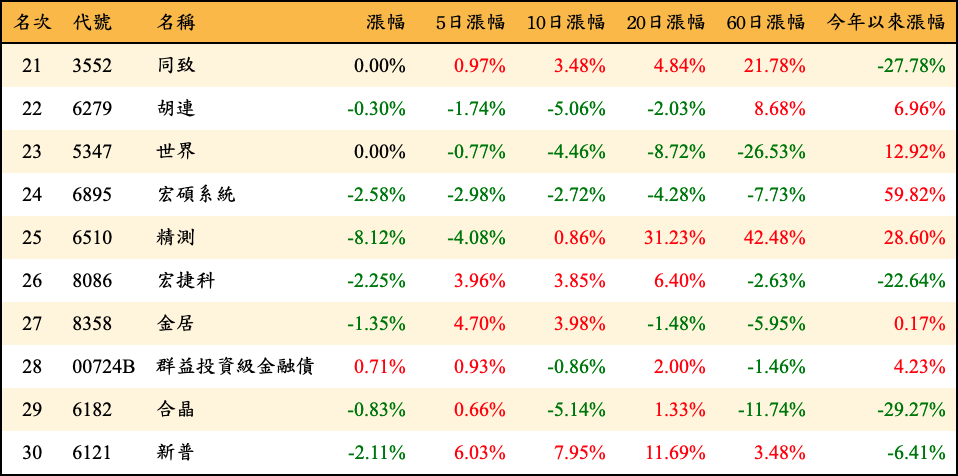 名次 代號 名稱 漲幅 5日漲幅 10日漲幅 20日漲幅 60日漲幅 今年以來漲幅
21 3552 同致 0.00% 0.97% 3.48% 4.84% 21.78% -27.78%
22 6279 胡連 -0.30% -1.74% -5.06% -2.03% 8.68% 6.96%
23 5347 世界 0.00% -0.77% -4.46% -8.72% -26.53% 12.92%
24 6895 宏碩系統 -2.58% -2.98% -2.72% -4.28% -7.73% 59.82%
25 6510 精測 -8.12% -4.08% 0.86% 31.23% 42.48% 28.60%
26 8086 宏捷科 -2.25% 3.96% 3.85% 6.40% -2.63% -22.64%
27 8358 金居 -1.35% 4.70% 3.98% -1.48% -5.95% 0.17%
28 00724B 群益投資級金融債 0.71% 0.93% -0.86% 2.00% -1.46% 4.23%
29 6182 合晶 -0.83% 0.66% -5.14% 1.33% -11.74% -29.27%
30 6121 新普 -2.11% 6.03% 7.95% 11.69% 3.48% -6.41%